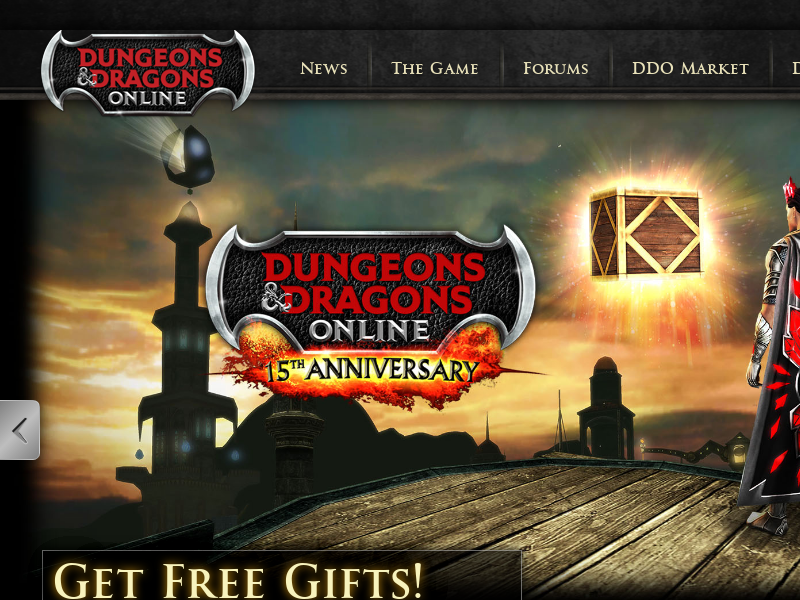 DUNGEONS
& DRAGONS
ONLINE
News
The Game
Forums
DDO Market
DUNGEONS
& DRAGONS
ONLINE
15TH ANNIVERSARY
Get Free Gifts!